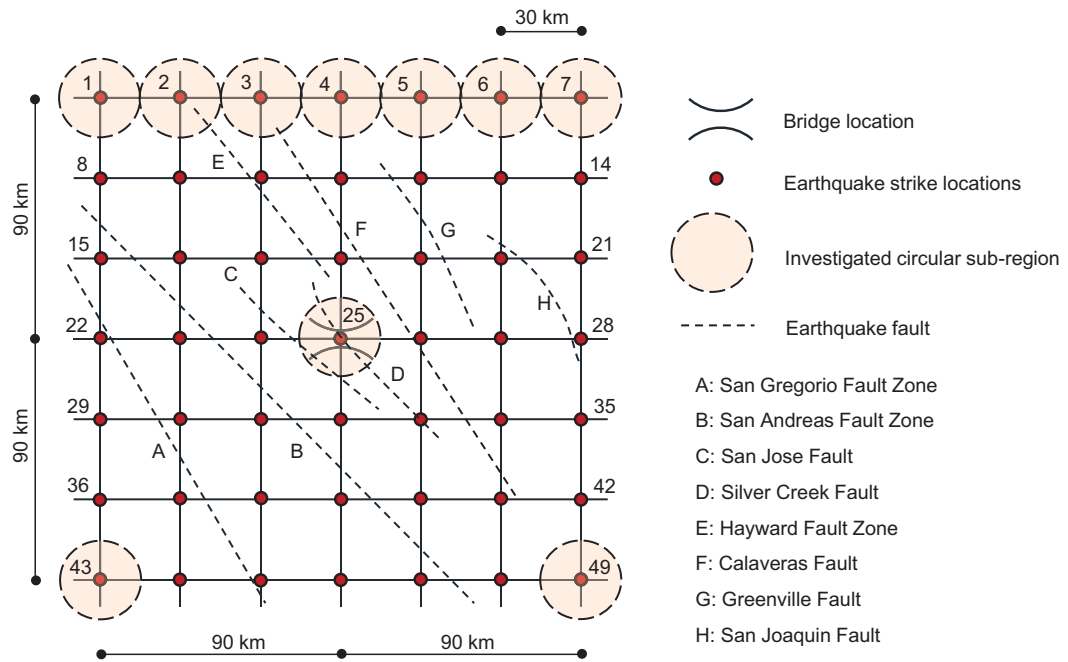 30 km
1
2
3
4
5
6
7
E
8
14
90 km
F
G
15
21
C
H
22
25
28
D
29
35
A
B
90 km
36
42
43
49
90 km
90 km
Bridge location
Earthquake strike locations
Investigated circular sub-region
Earthquake fault
A: San Gregorio Fault Zone
B: San Andreas Fault Zone
C: San Jose Fault
D: Silver Creek Fault
E: Hayward Fault Zone
F: Calaveras Fault
G: Greenville Fault
H: San Joaquin Fault